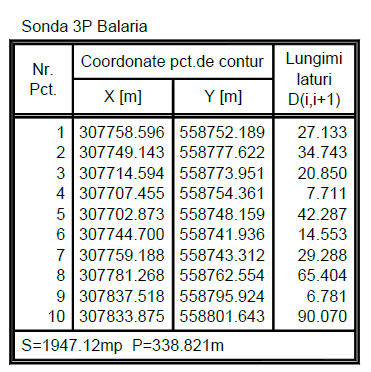 Sonda 3P Balaria
Nr. Pct. Coordonate pct.de contur Lungimi laturi D(i,i+1)
X [m] Y [m]
1 307758.596 558752.189 27.133
2 307749.143 558777.622 34.743
3 307714.594 558773.951 20.850
4 307707.455 558754.361 7.711
5 307702.873 558748.159 42.287
6 307744.700 558741.936 14.553
7 307759.188 558743.312 29.288
8 307781.268 558762.554 65.404
9 307837.518 558795.924 6.781
10 307833.875 558801.643 90.070
S=1947.12mp P=338.821m